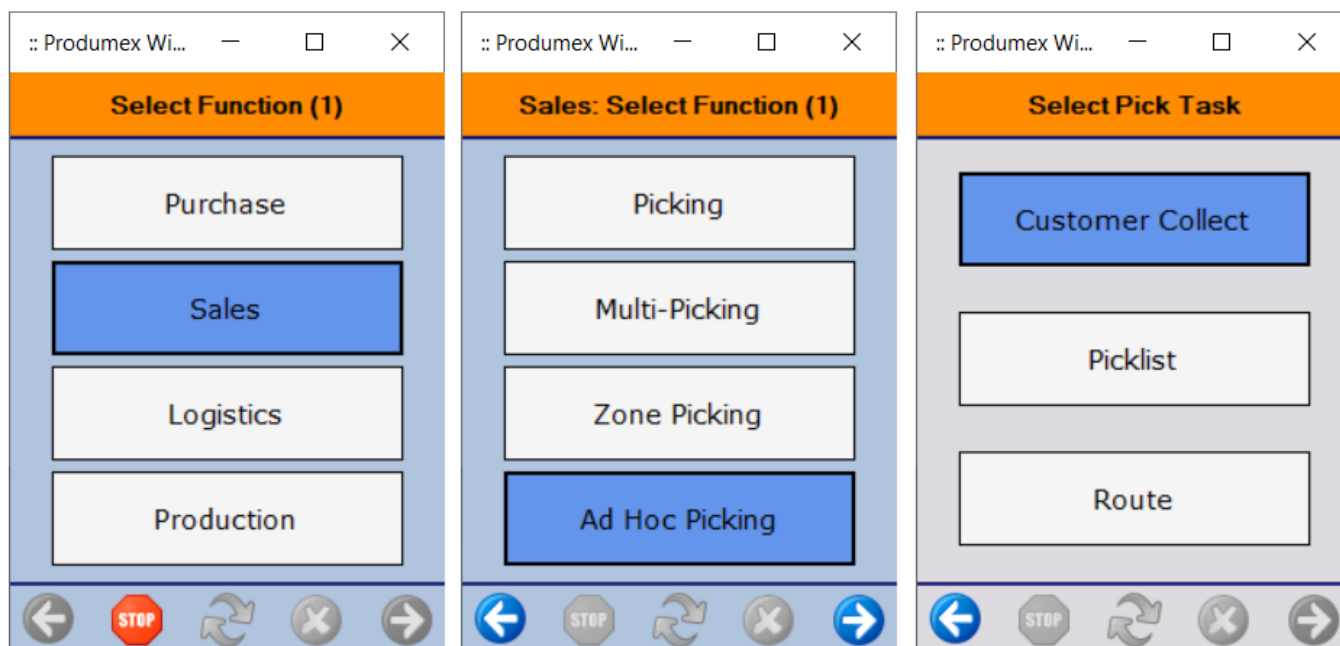 :: Produmex Wi...
Select Function (1)
Purchase
Sales
Logistics
Production
STOP
:: Produmex Wi...
Sales: Select Function (1)
Picking
Multi-Picking
Zone Picking
Ad Hoc Picking
STOP
:: Produmex Wi...
Select Pick Task
Customer Collect
Picklist
Route
STOP